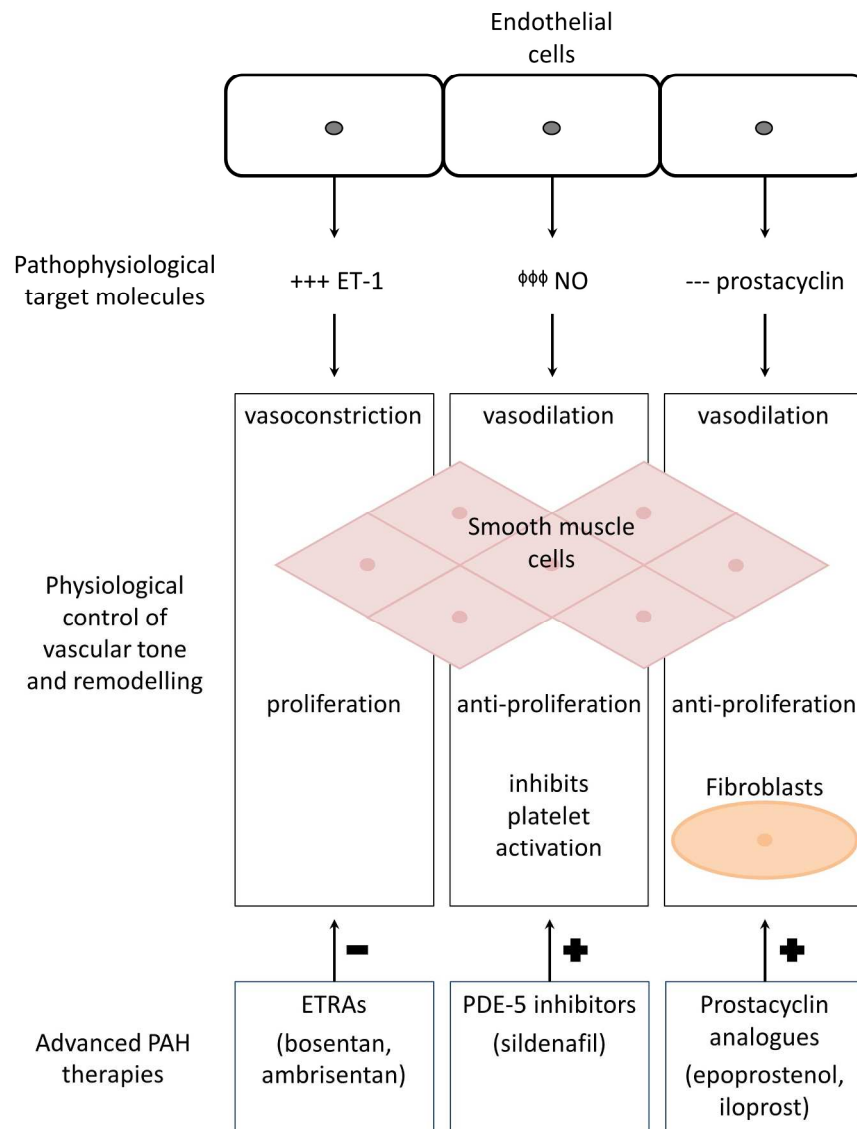 Endothelial
cells
Pathophysiological
target molecules
+++ ET-1
ϕϕϕ NO
--- prostacyclin
Physiological
control of
vascular tone
and remodelling
vasoconstriction
vasodilation
vasodilation
Smooth muscle
cells
proliferation
anti-proliferation
anti-proliferation
inhibits
platelet
activation
Fibroblasts
Advanced PAH
therapies
ETRAs
(bosentan,
ambrisentan)
PDE-5 inhibitors
(sildenafil)
Prostacyclin
analogues
(epoprostenol,
iloprost)